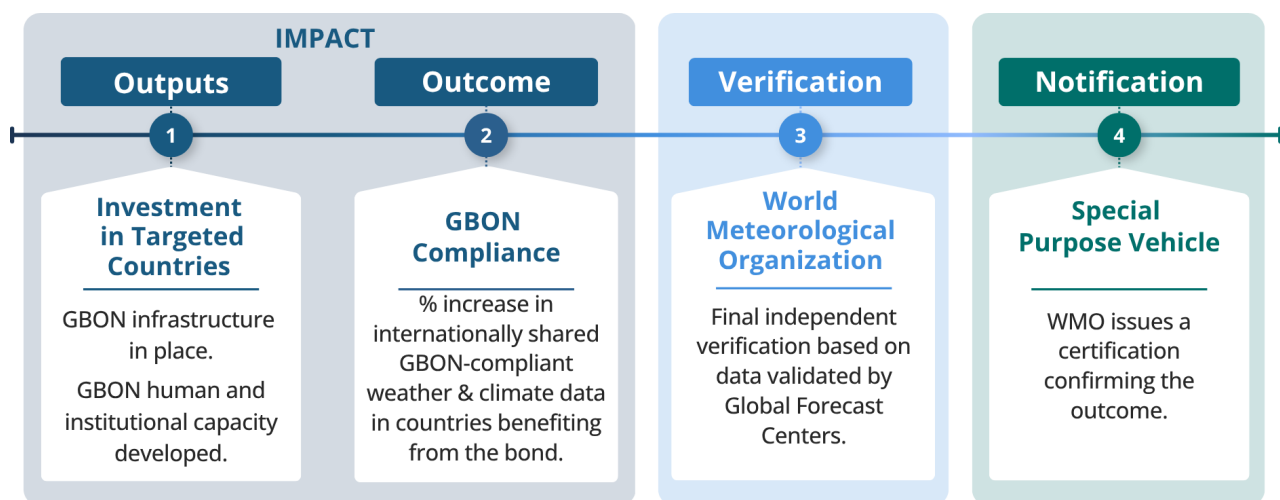 IMPACT
Outputs
1
Investment
in Targeted
Countries
GBON infrastructure
in place.
GBON human and
institutional capacity
developed.
Outcome
2
GBON
Compliance
% increase in
internationally shared
GBON-compliant
weather & climate data
in countries benefiting
from the bond.
Verification
3
World
Meteorological
Organization
Final independent
verification based on
data validated by
Global Forecast
Centers.
Notification
4
Special
Purpose Vehicle
WMO issues a
certification
confirming the
outcome.